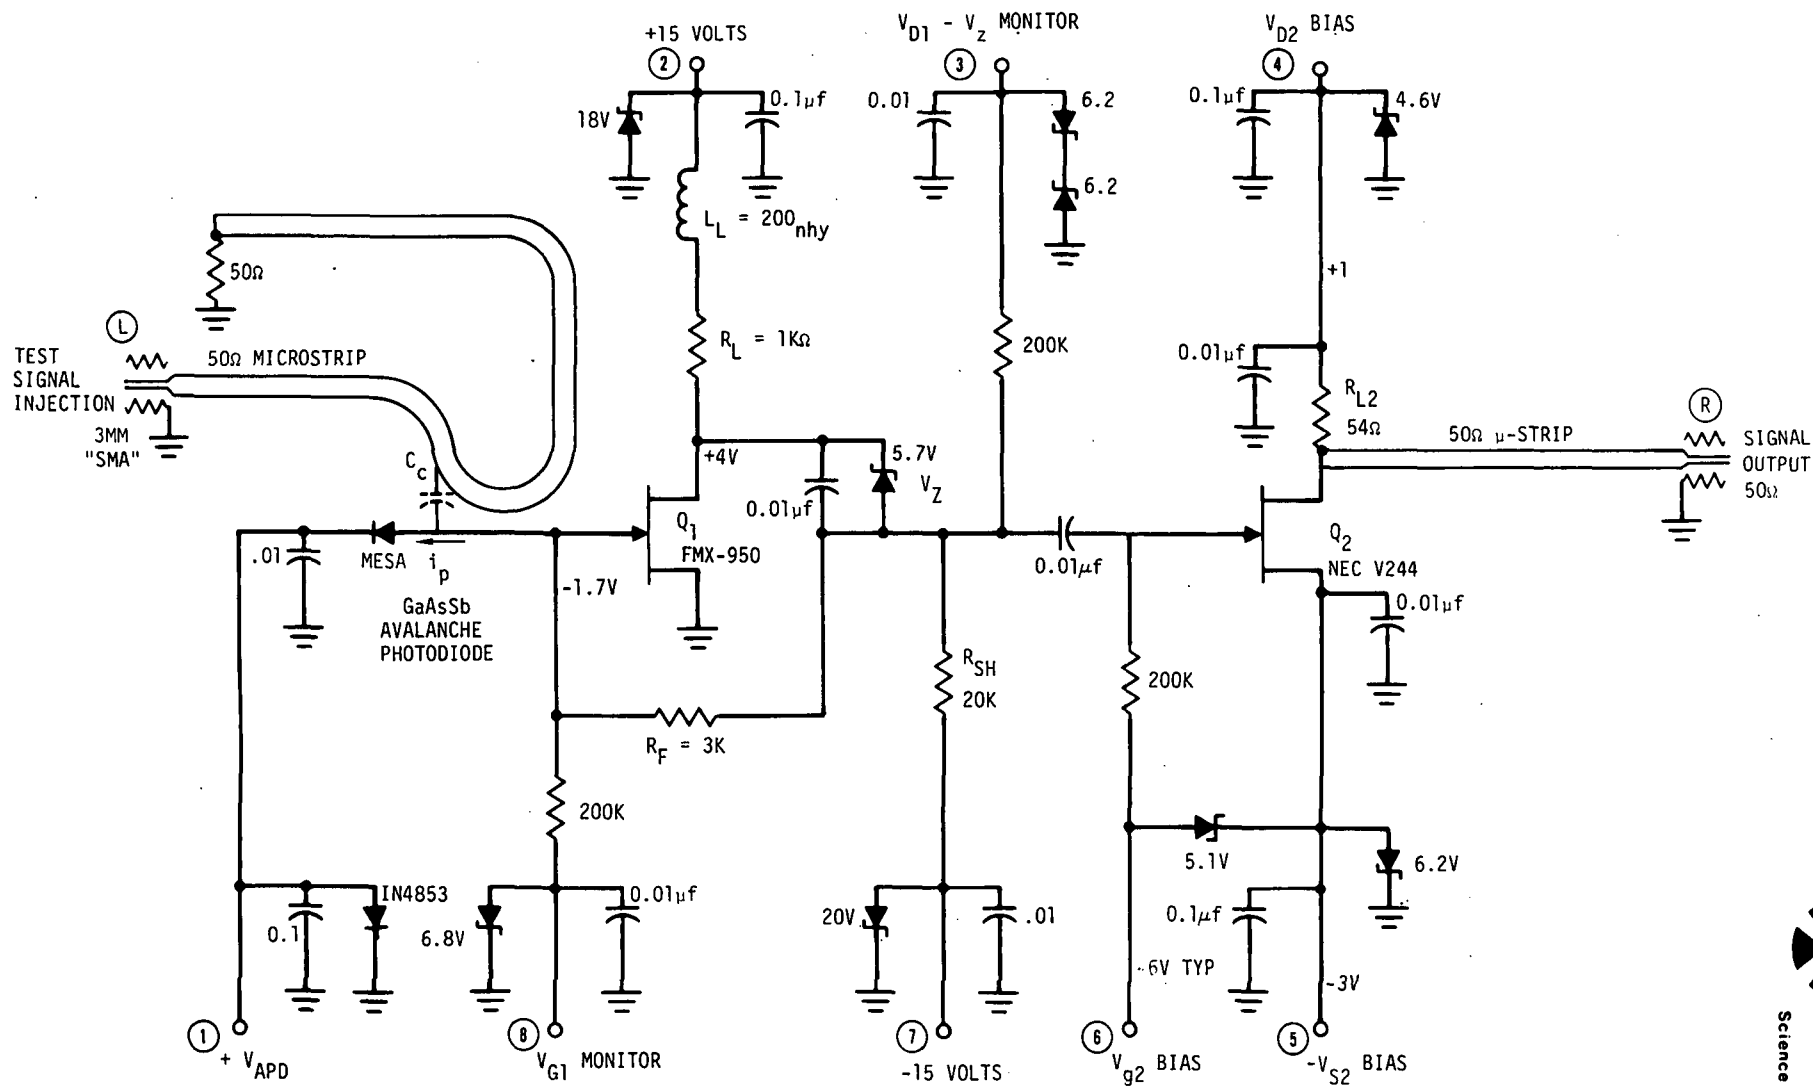 +15 VOLTS
2
V_D1 - V_z MONITOR
3
V_D2 BIAS
4
18V
0.1µf
0.01
6.2
6.2
0.1µf
4.6V
L_L = 200nhy
50Ω
+1
L
TEST
SIGNAL
INJECTION
50Ω MICROSTRIP
3MM
"SMA"
R_L = 1KΩ
200K
0.01µf
R_L2
54Ω
R
50Ω µ-STRIP
SIGNAL
OUTPUT
50Ω
C_c
+4V
5.7V
V_Z
0.01µf
.01
MESA
i_p
GaAsSb
AVALANCHE
PHOTODIODE
Q_1
FMX-950
-1.7V
0.01µf
Q_2
NEC V244
0.01µf
R_SH
20K
200K
R_F = 3K
200K
5.1V
6.2V
IN4853
0.1
6.8V
0.01µf
20V
.01
0.1µf
-6V TYP
-3V
1
+ V_APD
8
V_G1 MONITOR
7
-15 VOLTS
6
V_g2 BIAS
5
-V_S2 BIAS
Science